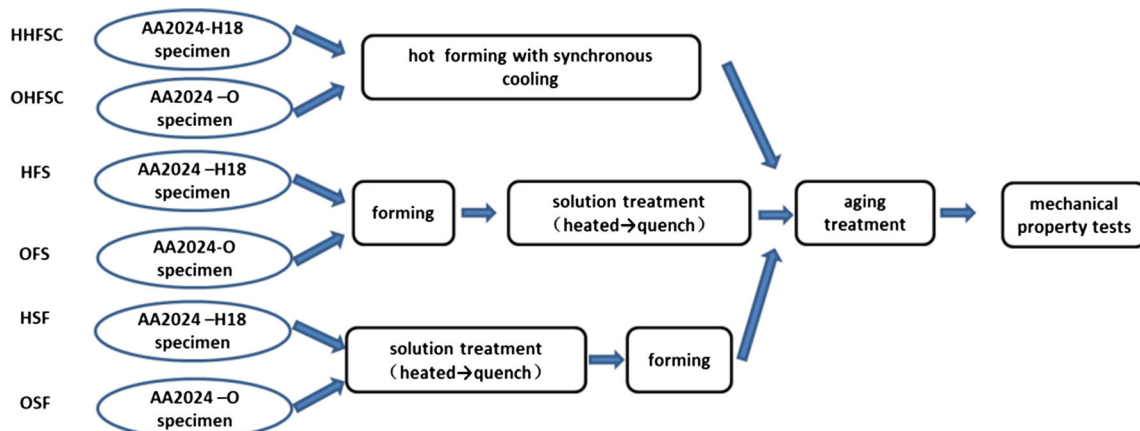 HHFSC
AA2024-H18
specimen
hot forming with synchronous
cooling
OHFSC
AA2024 –O
specimen
HFS
AA2024 –H18
specimen
forming
solution treatment
（heated→quench）
aging
treatment
mechanical
property tests
OFS
AA2024-O
specimen
HSF
AA2024 –H18
specimen
solution treatment
（heated→quench）
forming
OSF
AA2024 –O
specimen